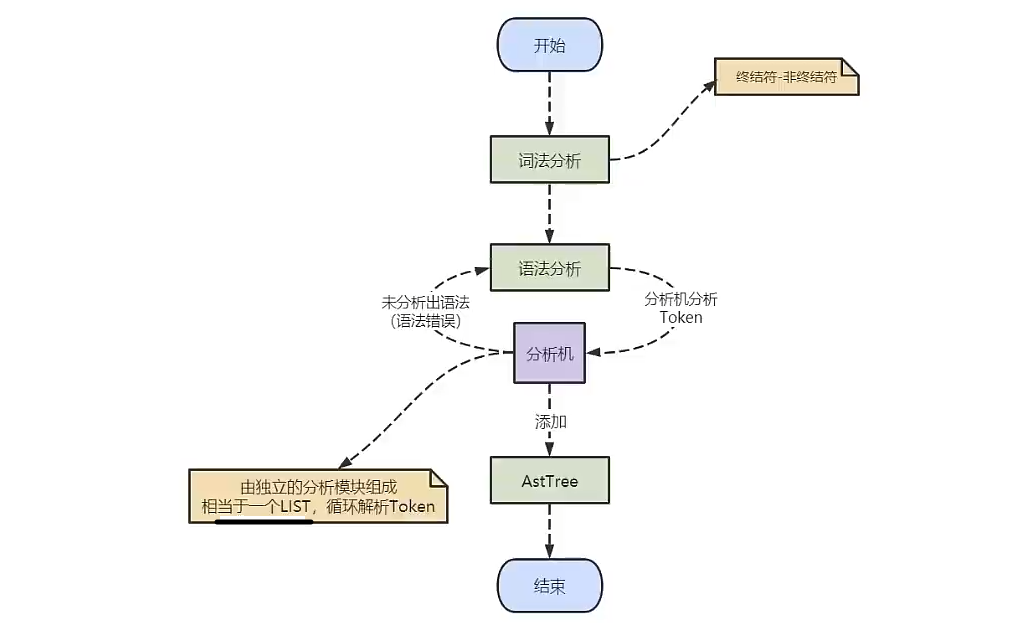 开始
终结符-非终结符
词法分析
语法分析
未分析出语法
（语法错误）
分析机分析
Token
分析机
添加
AstTree
由独立的分析模块组成
相当于一个LIST，循环解析Token
结束